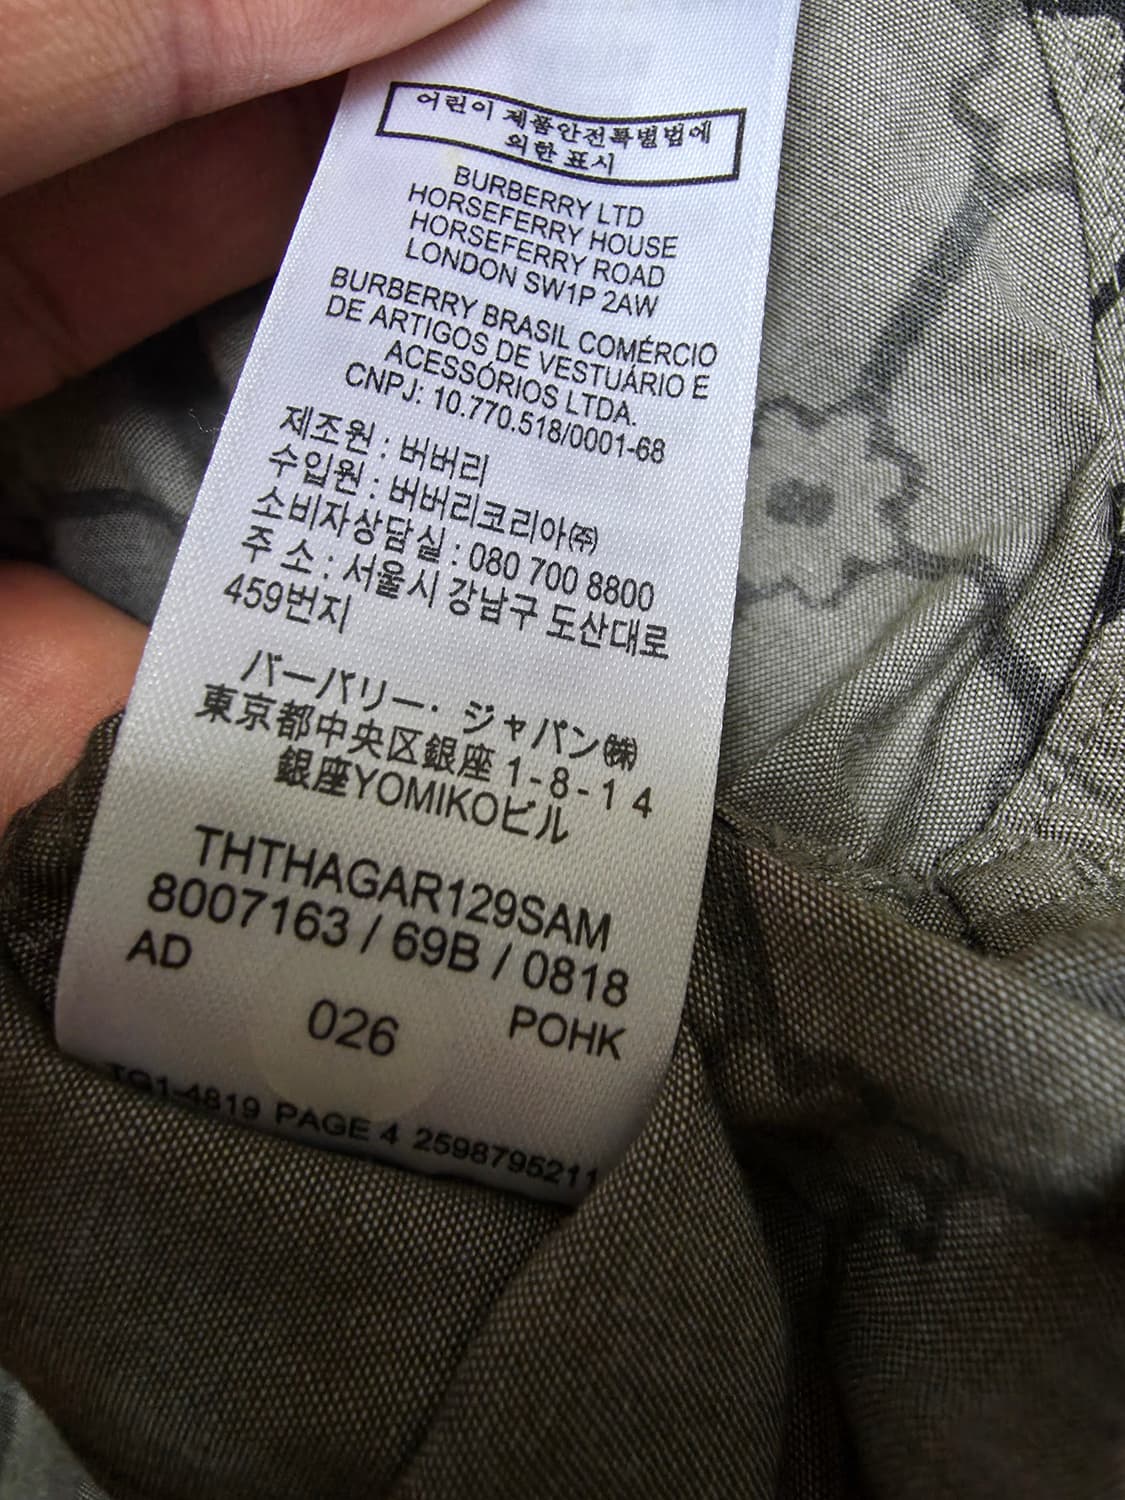 어린이 제품안전특별법에
의한 표시
BURBERRY LTD
HORSEFERRY HOUSE
HORSEFERRY ROAD
LONDON SW1P 2AW
BURBERRY BRASIL COMÉRCIO
DE ARTIGOS DE VESTUÁRIO E
ACESSÓRIOS LTDA.
CNPJ: 10.770.518/0001-68
제조원 : 버버리
수입원 : 버버리코리아㈜
소비자상담실 : 080 700 8800
주 소 : 서울시 강남구 도산대로
459번지
バーバリー・ジャパン㈱
東京都中央区銀座 1-8-14
銀座YOMIKOビル
THTHAGAR129SAM
8007163 / 69B / 0818
AD
026 POHK
TG1-4819 PAGE 4 2598795211